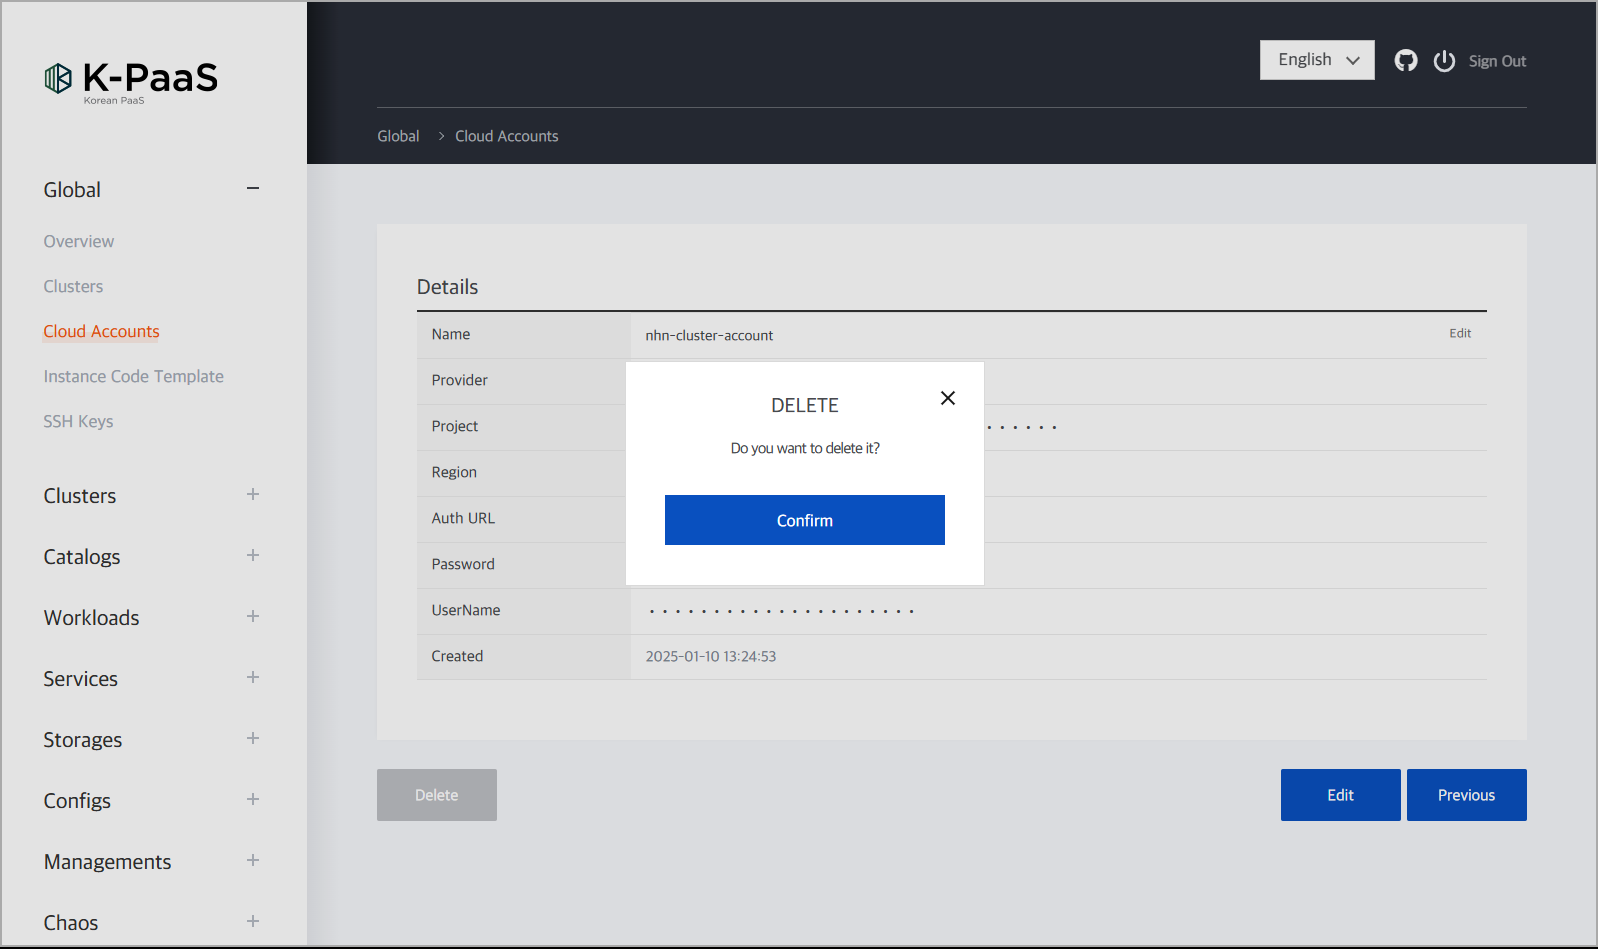 K-PaaS
Korean PaaS
English
Sign Out
Global > Cloud Accounts
Global
Overview
Clusters
Cloud Accounts
Instance Code Template
SSH Keys
Clusters
Catalogs
Workloads
Services
Storages
Configs
Managements
Chaos
Details
Name nhn-cluster-account Edit
Provider
Project
Region
Auth URL
Password
UserName
Created 2025-01-10 13:24:53
DELETE
Do you want to delete it?
Confirm
Delete
Edit
Previous